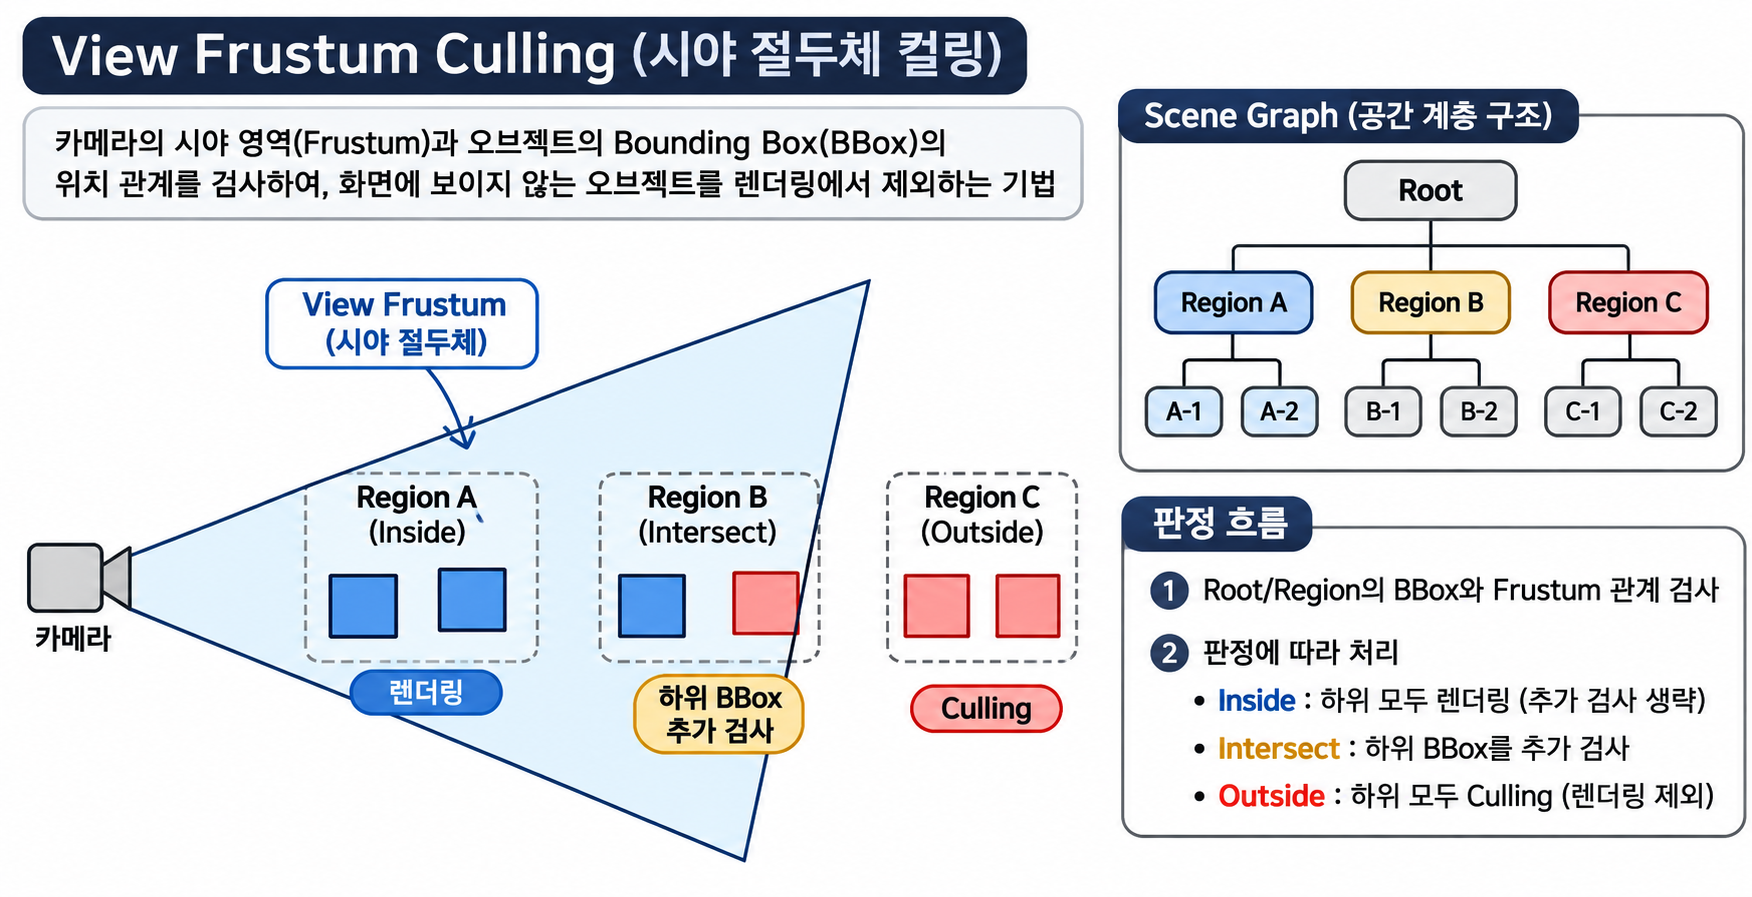 View Frustum Culling (시야 절두체 컬링)
카메라의 시야 영역(Frustum)과 오브젝트의 Bounding Box(BBox)의
위치 관계를 검사하여, 화면에 보이지 않는 오브젝트를 렌더링에서 제외하는 기법
View Frustum
(시야 절두체)
카메라
Region A
(Inside)
렌더링
Region B
(Intersect)
하위 BBox
추가 검사
Region C
(Outside)
Culling
Scene Graph (공간 계층 구조)
Root
Region A
Region B
Region C
A-1
A-2
B-1
B-2
C-1
C-2
판정 흐름
1 Root/Region의 BBox와 Frustum 관계 검사
2 판정에 따라 처리
• Inside : 하위 모두 렌더링 (추가 검사 생략)
• Intersect : 하위 BBox를 추가 검사
• Outside : 하위 모두 Culling (렌더링 제외)